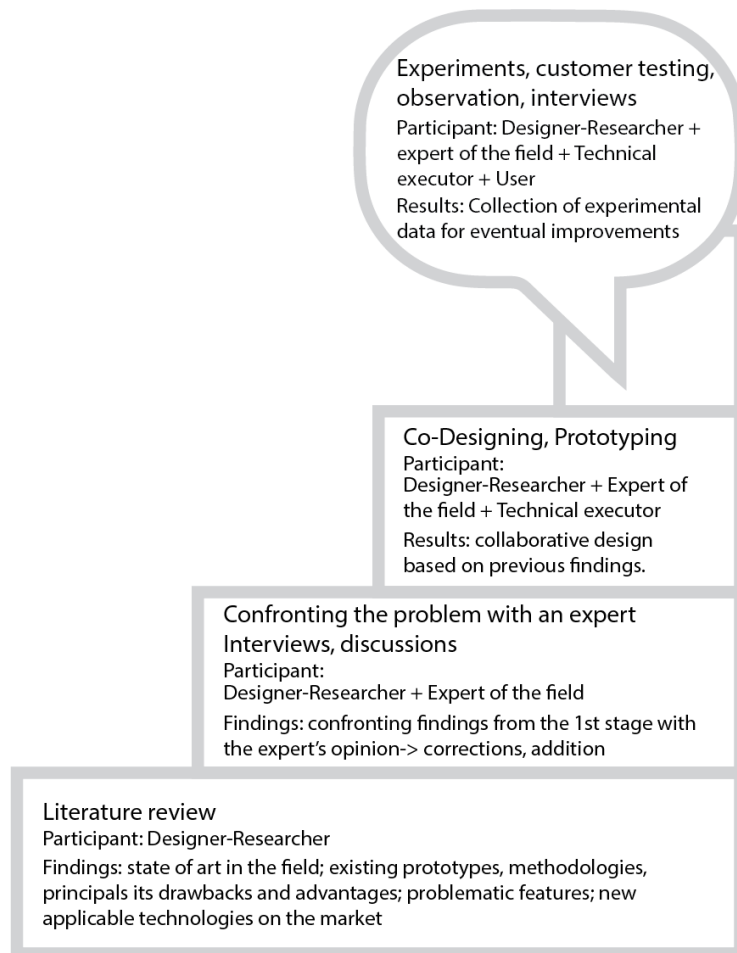 Experiments, customer testing,
observation, interviews
Participant: Designer-Researcher +
expert of the field + Technical
executor + User
Results: Collection of experimental
data for eventual improvements
Co-Designing, Prototyping
Participant:
Designer-Researcher + Expert of
the field + Technical executor
Results: collaborative design
based on previous findings.
Confronting the problem with an expert
Interviews, discussions
Participant:
Designer-Researcher + Expert of the field
Findings: confronting findings from the 1st stage with
the expert’s opinion-> corrections, addition
Literature review
Participant: Designer-Researcher
Findings: state of art in the field; existing prototypes, methodologies,
principals its drawbacks and advantages; problematic features; new
applicable technologies on the market